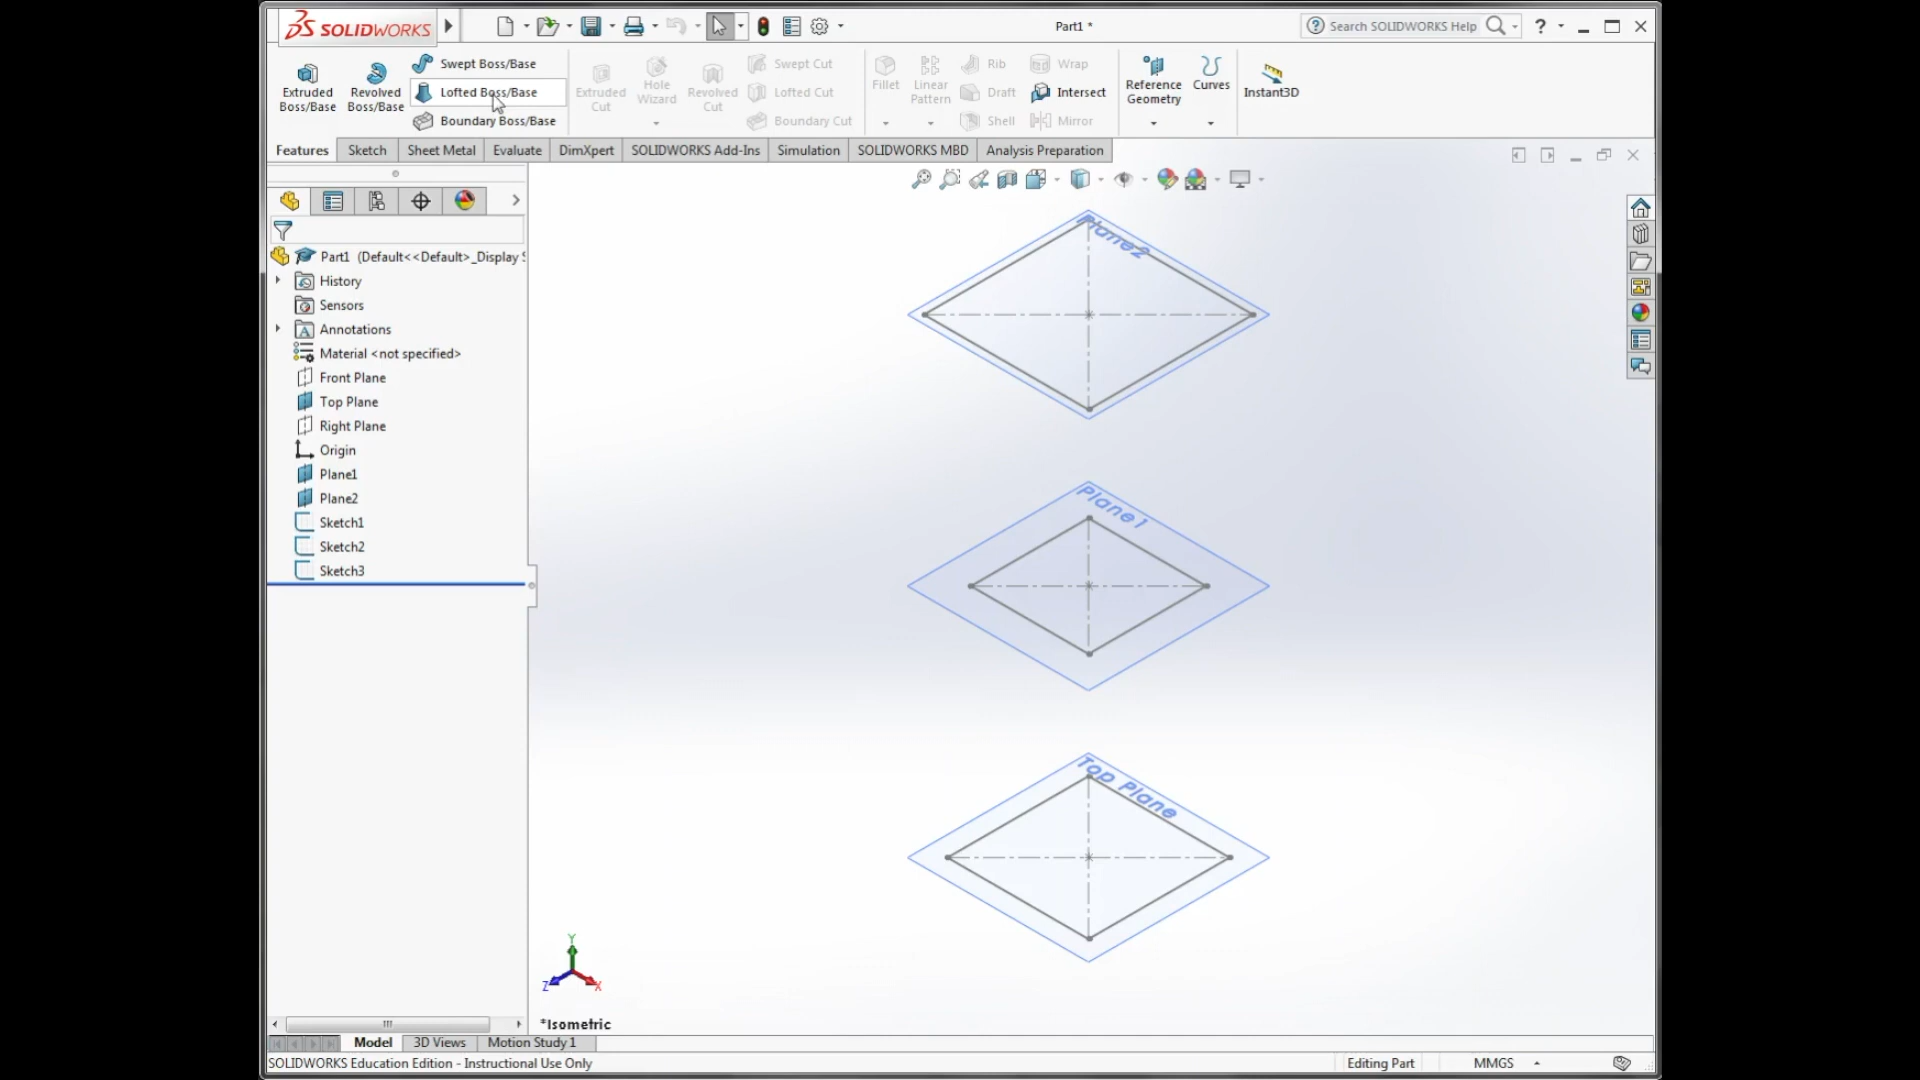 SOLIDWORKS
Part1 *
Search SOLIDWORKS Help
?
Extruded Boss/Base
Revolved Boss/Base
Swept Boss/Base
Lofted Boss/Base
Boundary Boss/Base
Extruded Cut
Hole Wizard
Revolved Cut
Swept Cut
Lofted Cut
Boundary Cut
Fillet
Linear Pattern
Rib
Draft
Shell
Wrap
Intersect
Mirror
Reference Geometry
Curves
Instant3D
Features
Sketch
Sheet Metal
Evaluate
DimXpert
SOLIDWORKS Add-Ins
Simulation
SOLIDWORKS MBD
Analysis Preparation
Part1 (Default<<Default>_Display S
History
Sensors
Annotations
Material <not specified>
Front Plane
Top Plane
Right Plane
Origin
Plane1
Plane2
Sketch1
Sketch2
Sketch3
Plane2
Plane1
Top Plane
Y
Z
X
*Isometric
Model
3D Views
Motion Study 1
SOLIDWORKS Education Edition - Instructional Use Only
Editing Part
MMGS